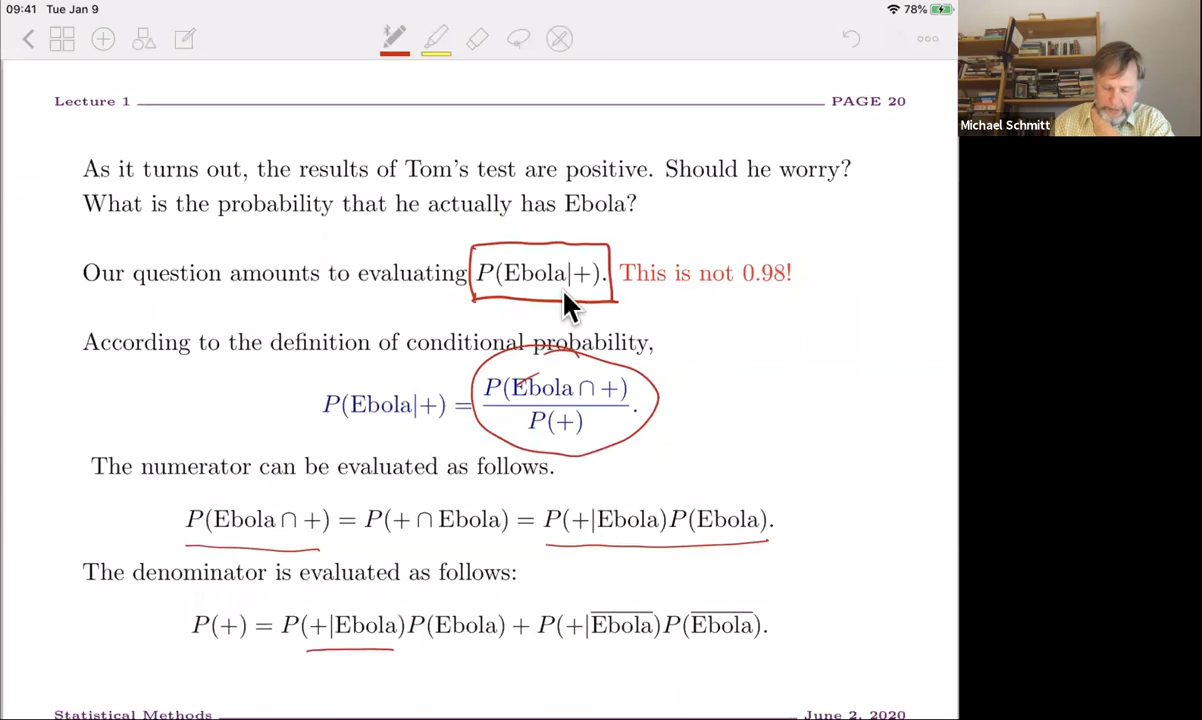 09:41 Tue Jan 9 78%
Lecture 1 PAGE 20
Michael Schmitt
As it turns out, the results of Tom's test are positive. Should he worry?
What is the probability that he actually has Ebola?
Our question amounts to evaluating P(Ebola|+). This is not 0.98!
According to the definition of conditional probability,
P(Ebola|+) = P(Ebola ∩ +) / P(+).
The numerator can be evaluated as follows.
P(Ebola ∩ +) = P(+ ∩ Ebola) = P(+|Ebola)P(Ebola).
The denominator is evaluated as follows:
P(+) = P(+|Ebola)P(Ebola) + P(+|E̅b̅o̅l̅a̅)P(E̅b̅o̅l̅a̅).
Statistical Methods June 2, 2020